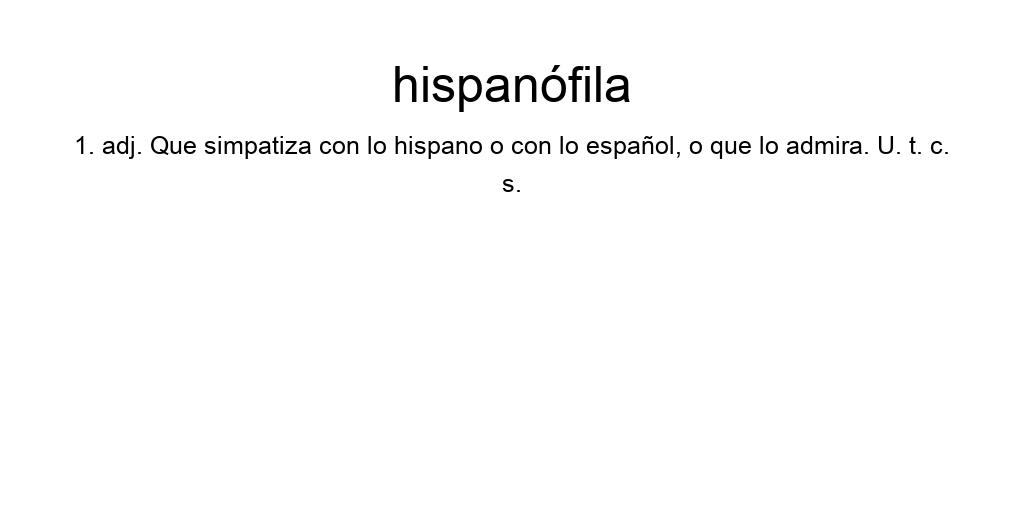 hispanófila
1. adj. Que simpatiza con lo hispano o con lo español, o que lo admira. U. t. c.
s.